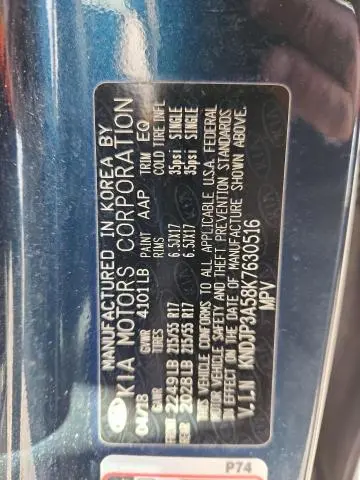 MANUFACTURED IN KOREA BY
KIA MOTORS CORPORATION
04/18 GVWR 4101LB PAINT AAP TRIM EQ
GAWR TIRES RIMS COLD TIRE INFL
FRONT 2249LB 215/55 R17 6.5JX17 35psi SINGLE
REAR 2028LB 215/55 R17 6.5JX17 35psi SINGLE
THIS VEHICLE CONFORMS TO ALL APPLICABLE U.S.A. FEDERAL
MOTOR VEHICLE SAFETY AND THEFT PREVENTION STANDARDS
IN EFFECT ON THE DATE OF MANUFACTURE SHOWN ABOVE.
V.I.N KNDJP3A58K7630516
MPV
P74